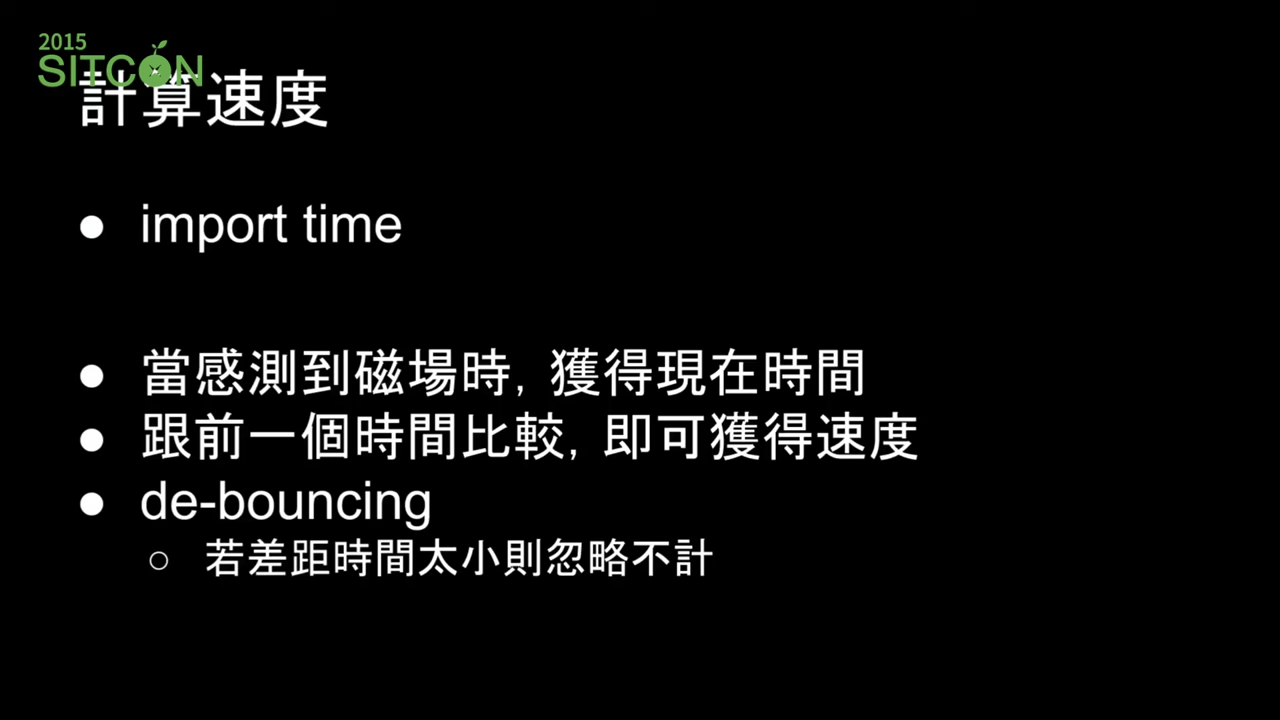 2015
SITCON
計算速度
● import time
● 當感測到磁場時, 獲得現在時間
● 跟前一個時間比較, 即可獲得速度
● de-bouncing
○ 若差距時間太小則忽略不計